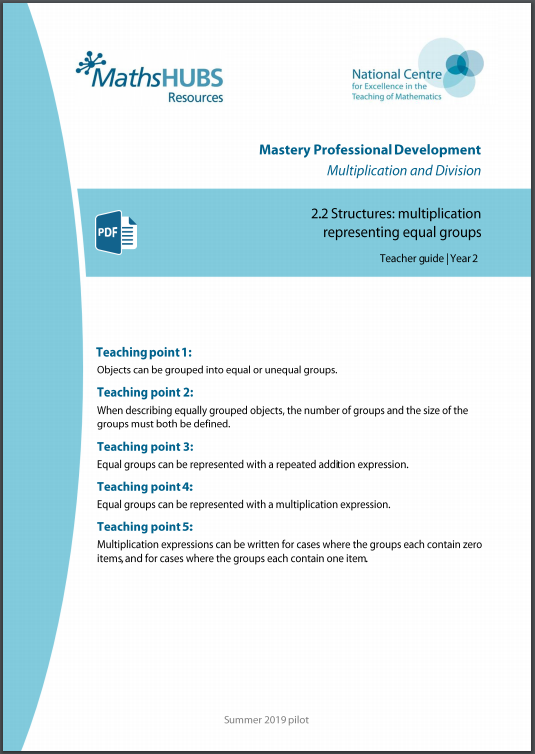 MathsHUBS
Resources
National Centre
for Excellence in the
Teaching of Mathematics
Mastery Professional Development
Multiplication and Division
2.2 Structures: multiplication
representing equal groups
PDF
Teacher guide | Year 2
Teaching point 1:
Objects can be grouped into equal or unequal groups.
Teaching point 2:
When describing equally grouped objects, the number of groups and the size of the
groups must both be defined.
Teaching point 3:
Equal groups can be represented with a repeated addition expression.
Teaching point 4:
Equal groups can be represented with a multiplication expression.
Teaching point 5:
Multiplication expressions can be written for cases where the groups each contain zero
items, and for cases where the groups each contain one item.
Summer 2019 pilot